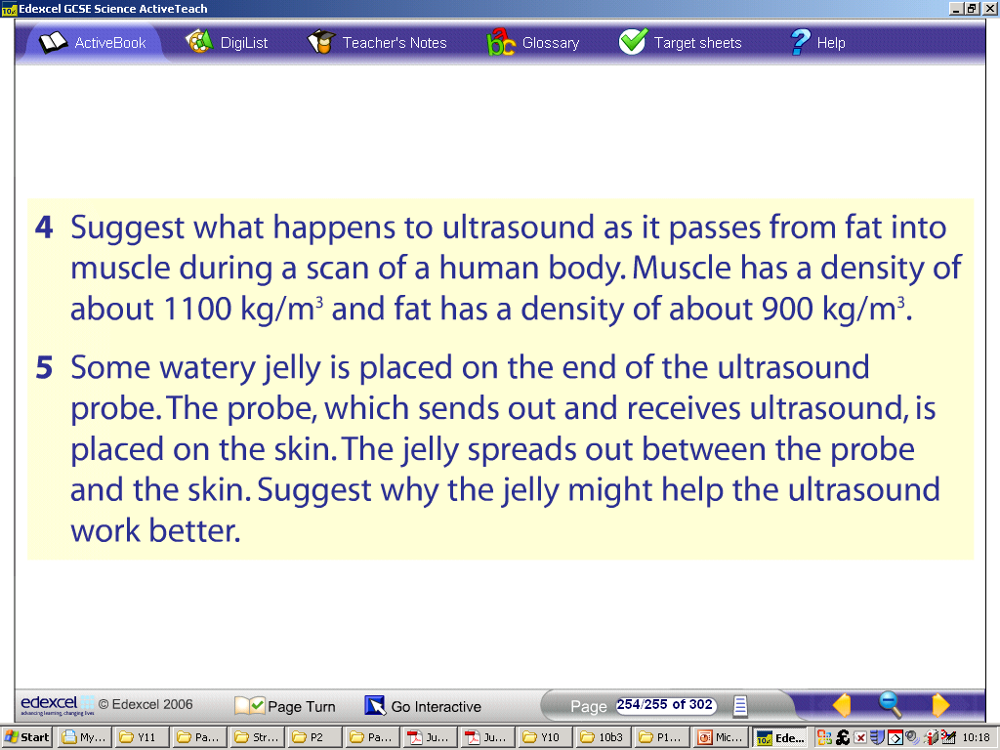 Edexcel GCSE Science ActiveTeach
ActiveBook DigiList Teacher's Notes Glossary Target sheets Help
4 Suggest what happens to ultrasound as it passes from fat into
muscle during a scan of a human body. Muscle has a density of
about 1100 kg/m³ and fat has a density of about 900 kg/m³.
5 Some watery jelly is placed on the end of the ultrasound
probe. The probe, which sends out and receives ultrasound, is
placed on the skin. The jelly spreads out between the probe
and the skin. Suggest why the jelly might help the ultrasound
work better.
edexcel © Edexcel 2006 Page Turn Go Interactive Page 254/255 of 302
advancing learning, changing lives
Start My... Y11 Pa... Str... P2 Pa... Ju... Ju... Y10 10b3 P1... Mic... Ede... 10:18